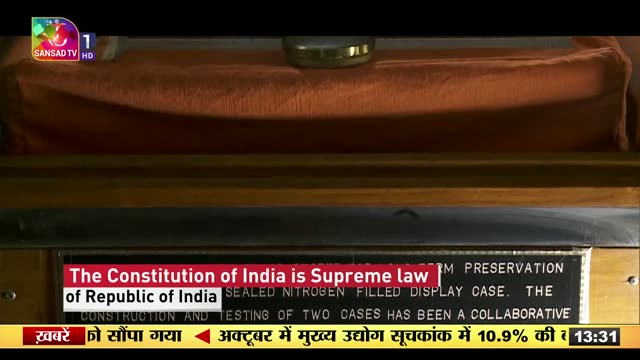 SANSAD TV
1
HD
TERM PRESERVATION
The Constitution of India is Supreme law
of Republic of India
SEALED NITROGEN FILLED DISPLAY CASE. THE
CONSTRUCTION AND TESTING OF TWO CASES HAS BEEN A COLLABORATIVE
ख़बरें को सौंपा गया अक्टूबर में मुख्य उद्योग सूचकांक में 10.9% की 13:31